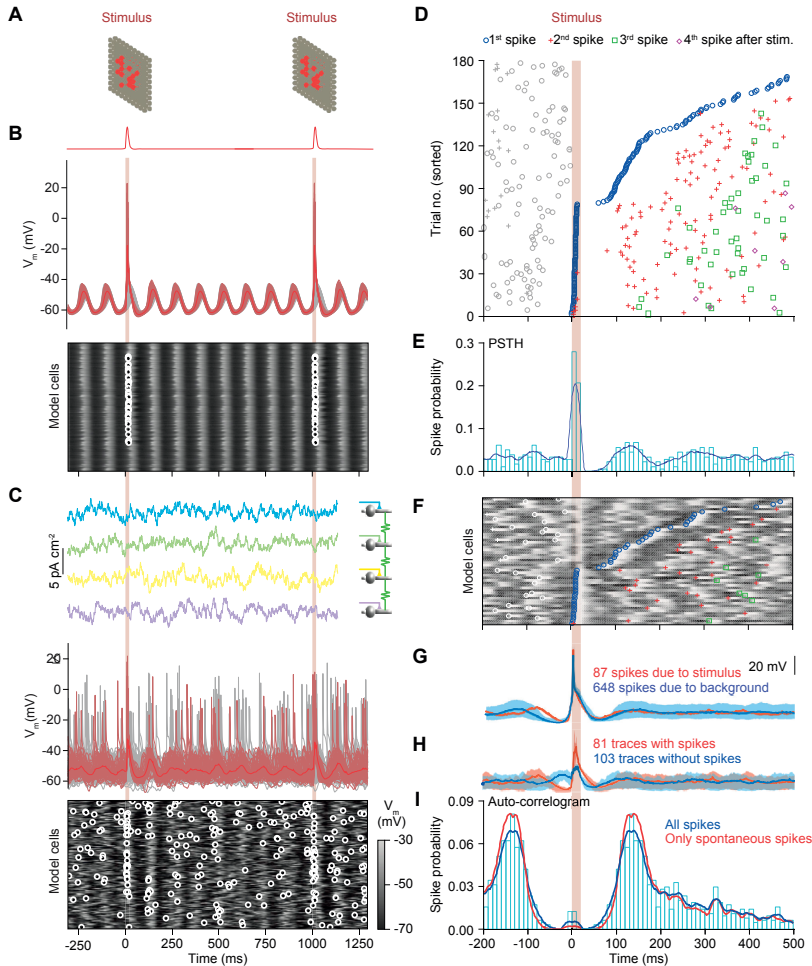 A
Stimulus
Stimulus
B
20
0
-20
-40
-60
V_m (mV)
Model cells
C
5 pA cm⁻²
20
0
-20
-40
-60
V_m (mV)
Model cells
V_m
(mV)
-30
-50
-70
-250 0 250 500 750 1000 1250
Time (ms)
D
Stimulus
1st spike 2nd spike 3rd spike 4th spike after stim.
180
150
120
90
60
30
0
Trial no. (sorted)
E
PSTH
0.3
0.2
0.1
0.0
Spike probability
F
Model cells
G
20 mV
87 spikes due to stimulus
648 spikes due to background
H
81 traces with spikes
103 traces without spikes
I
Auto-correlogram
All spikes
Only spontaneous spikes
0.09
0.06
0.03
0
Spike probability
-200 -100 0 100 200 300 400 500
Time (ms)